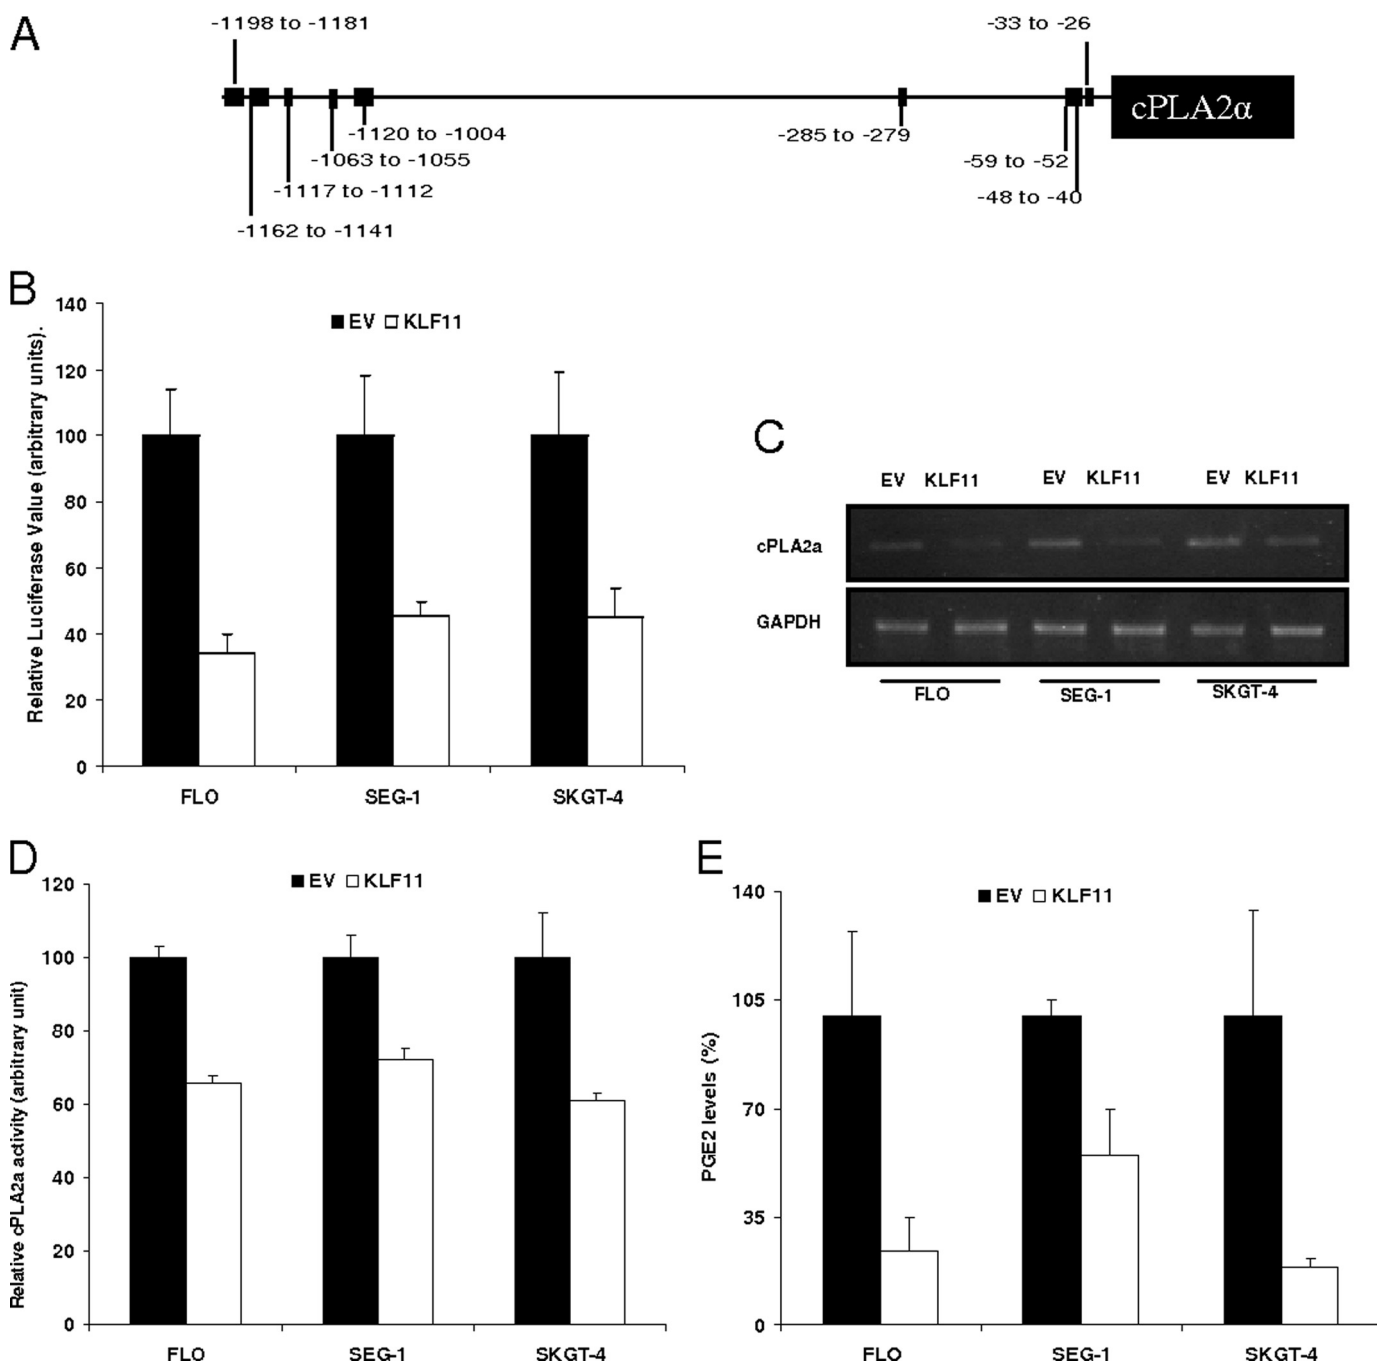 A
-1198 to -1181
-33 to -26
cPLA2α
-1120 to -1004
-285 to -279
-1063 to -1055
-59 to -52
-1117 to -1112
-48 to -40
-1162 to -1141
B
Relative Luciferase Value (arbitrary units).
140
120
100
80
60
40
20
0
EV KLF11
FLO SEG-1 SKGT-4
C
EV KLF11 EV KLF11 EV KLF11
cPLA2a
GAPDH
FLO SEG-1 SKGT-4
D
Relative cPLA2a activity (arbitrary unit)
120
100
80
60
40
20
0
EV KLF11
FLO SEG-1 SKGT-4
E
PGE2 levels (%)
140
105
70
35
0
EV KLF11
FLO SEG-1 SKGT-4